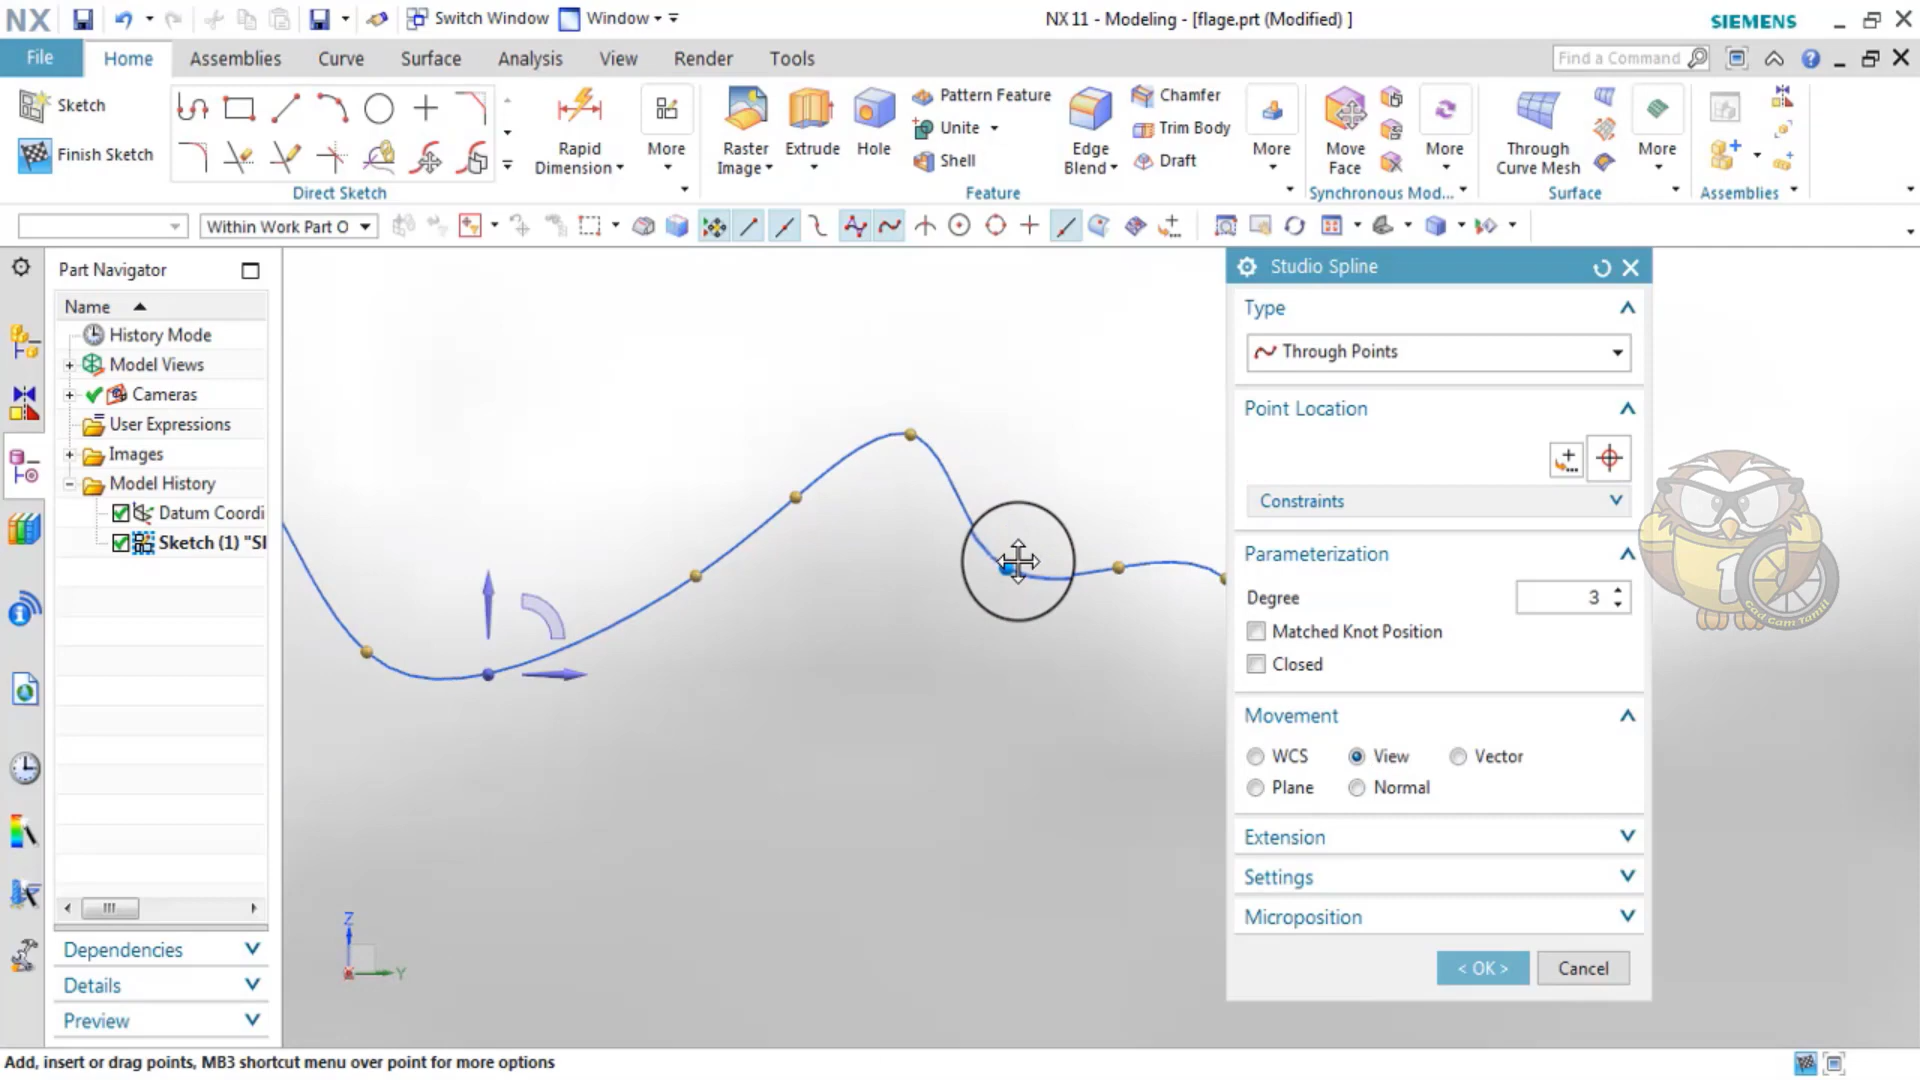 NX Switch Window Window NX 11 - Modeling - [flage.prt (Modified) ] SIEMENS
File Home Assemblies Curve Surface Analysis View Render Tools Find a Command
Sketch
Finish Sketch
Direct Sketch
Rapid
Dimension
More
Raster
Image
Extrude
Hole
Pattern Feature
Unite
Shell
Edge
Blend
Chamfer
Trim Body
Draft
More
Feature
Move
Face
More
Synchronous Mod...
Through
Curve Mesh
More
Surface
Assemblies
Within Work Part O
Part Navigator
Name
History Mode
Model Views
Cameras
User Expressions
Images
Model History
Datum Coordi
Sketch (1) "SI
Dependencies
Details
Preview
Z
Y
Studio Spline
Type
Through Points
Point Location
Constraints
Parameterization
Degree 3
Matched Knot Position
Closed
Movement
WCS View Vector
Plane Normal
Extension
Settings
Microposition
< OK > Cancel
Cad Cam Tamil
Add, insert or drag points, MB3 shortcut menu over point for more options